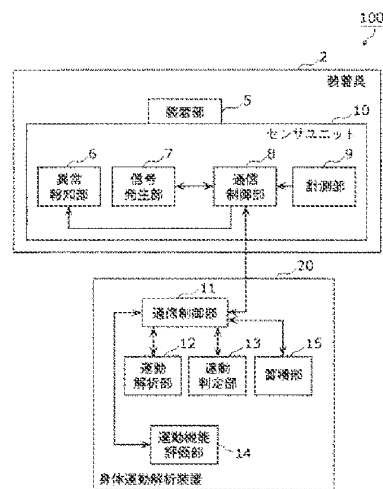 100
2
装着具
装着部
5
10
センサユニット
6
7
8
9
異常
報知部
信号
発生部
通信
制御部
計測部
20
11
通信制御部
12
13
15
運動
解析部
運動
判定部
蓄積部
運動機能
評価部
14
身体運動解析装置